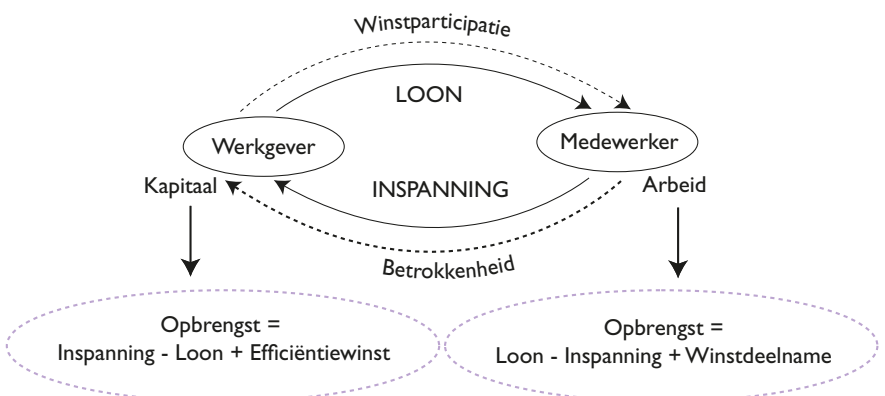 Winstparticipatie
LOON
Werkgever
Medewerker
Kapitaal
INSPANNING
Arbeid
Betrokkenheid
Opbrengst =
Inspanning - Loon + Efficiëntiewinst
Opbrengst =
Loon - Inspanning + Winstdeelname